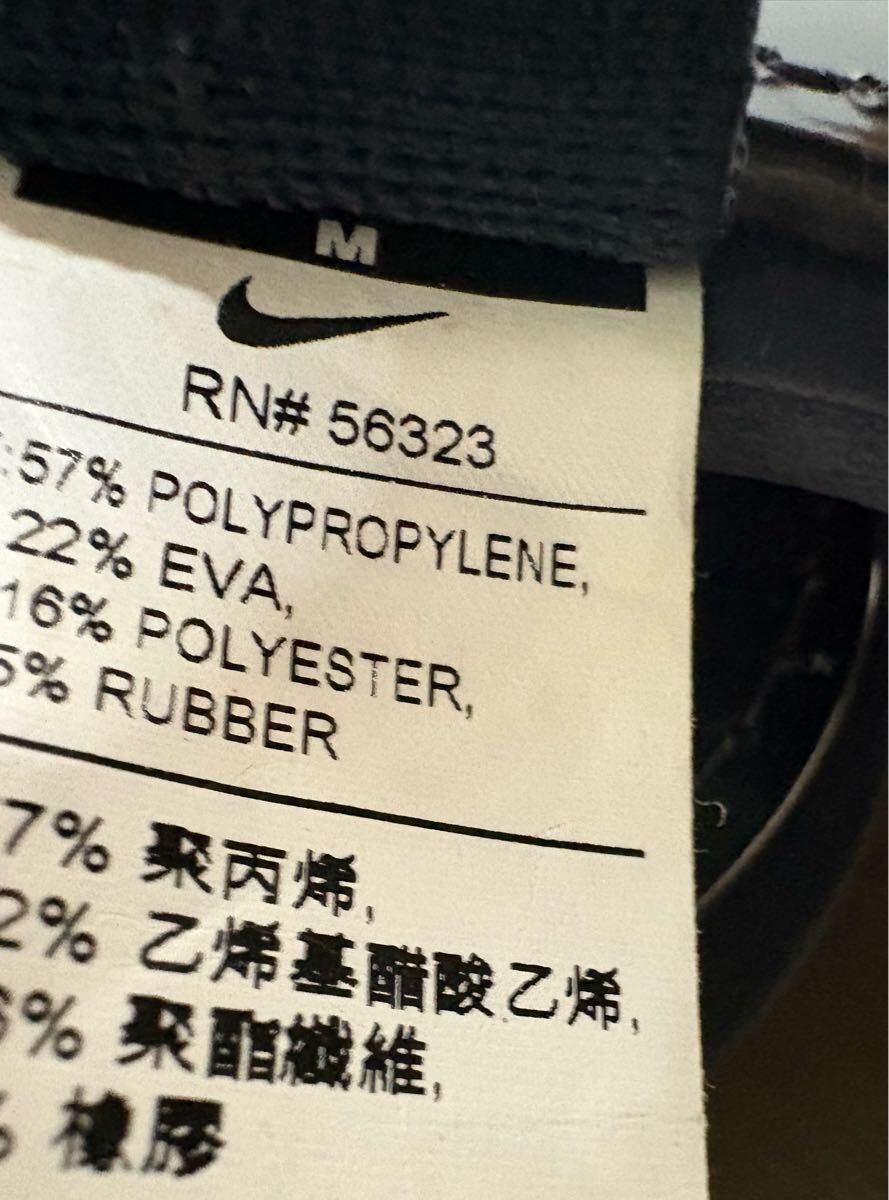 M
RN# 56323
:57% POLYPROPYLENE,
22% EVA,
16% POLYESTER,
5% RUBBER
7% 聚丙烯,
2% 乙烯基醋酸乙烯,
6% 聚酯纖維,
% 橡膠